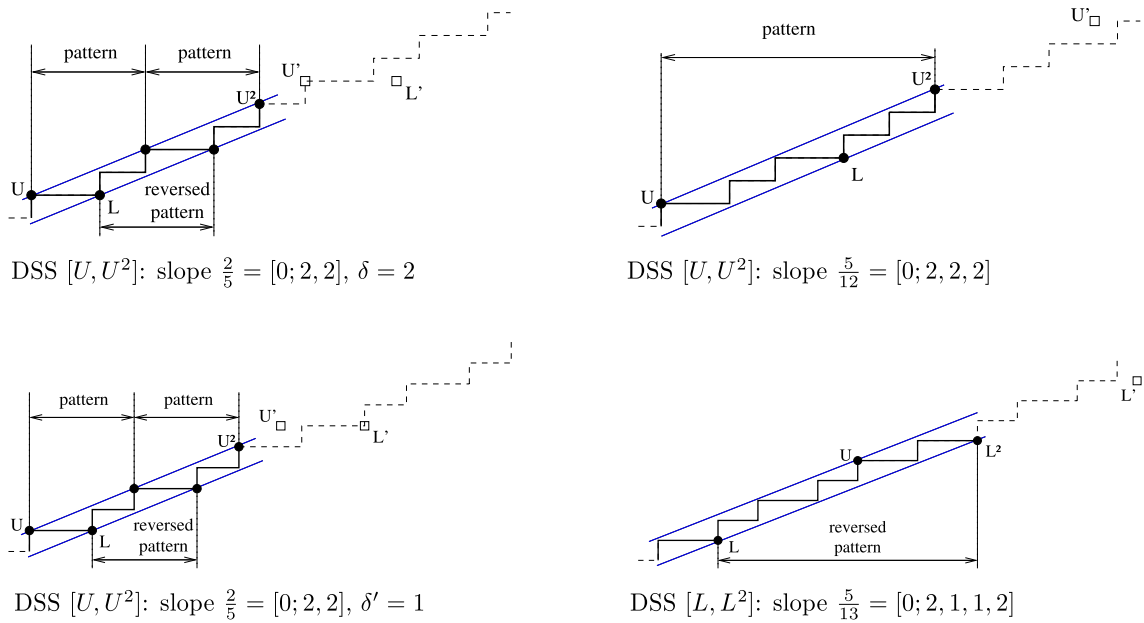 pattern pattern
U'
L'
U²
U
L
reversed
pattern
DSS [U, U²]: slope 2/5 = [0; 2, 2], δ = 2
U'
pattern
U²
U
L
DSS [U, U²]: slope 5/12 = [0; 2, 2, 2]
pattern pattern
U'
L'
U²
U
L
reversed
pattern
DSS [U, U²]: slope 2/5 = [0; 2, 2], δ′ = 1
L'
U
L²
L
reversed
pattern
DSS [L, L²]: slope 5/13 = [0; 2, 1, 1, 2]